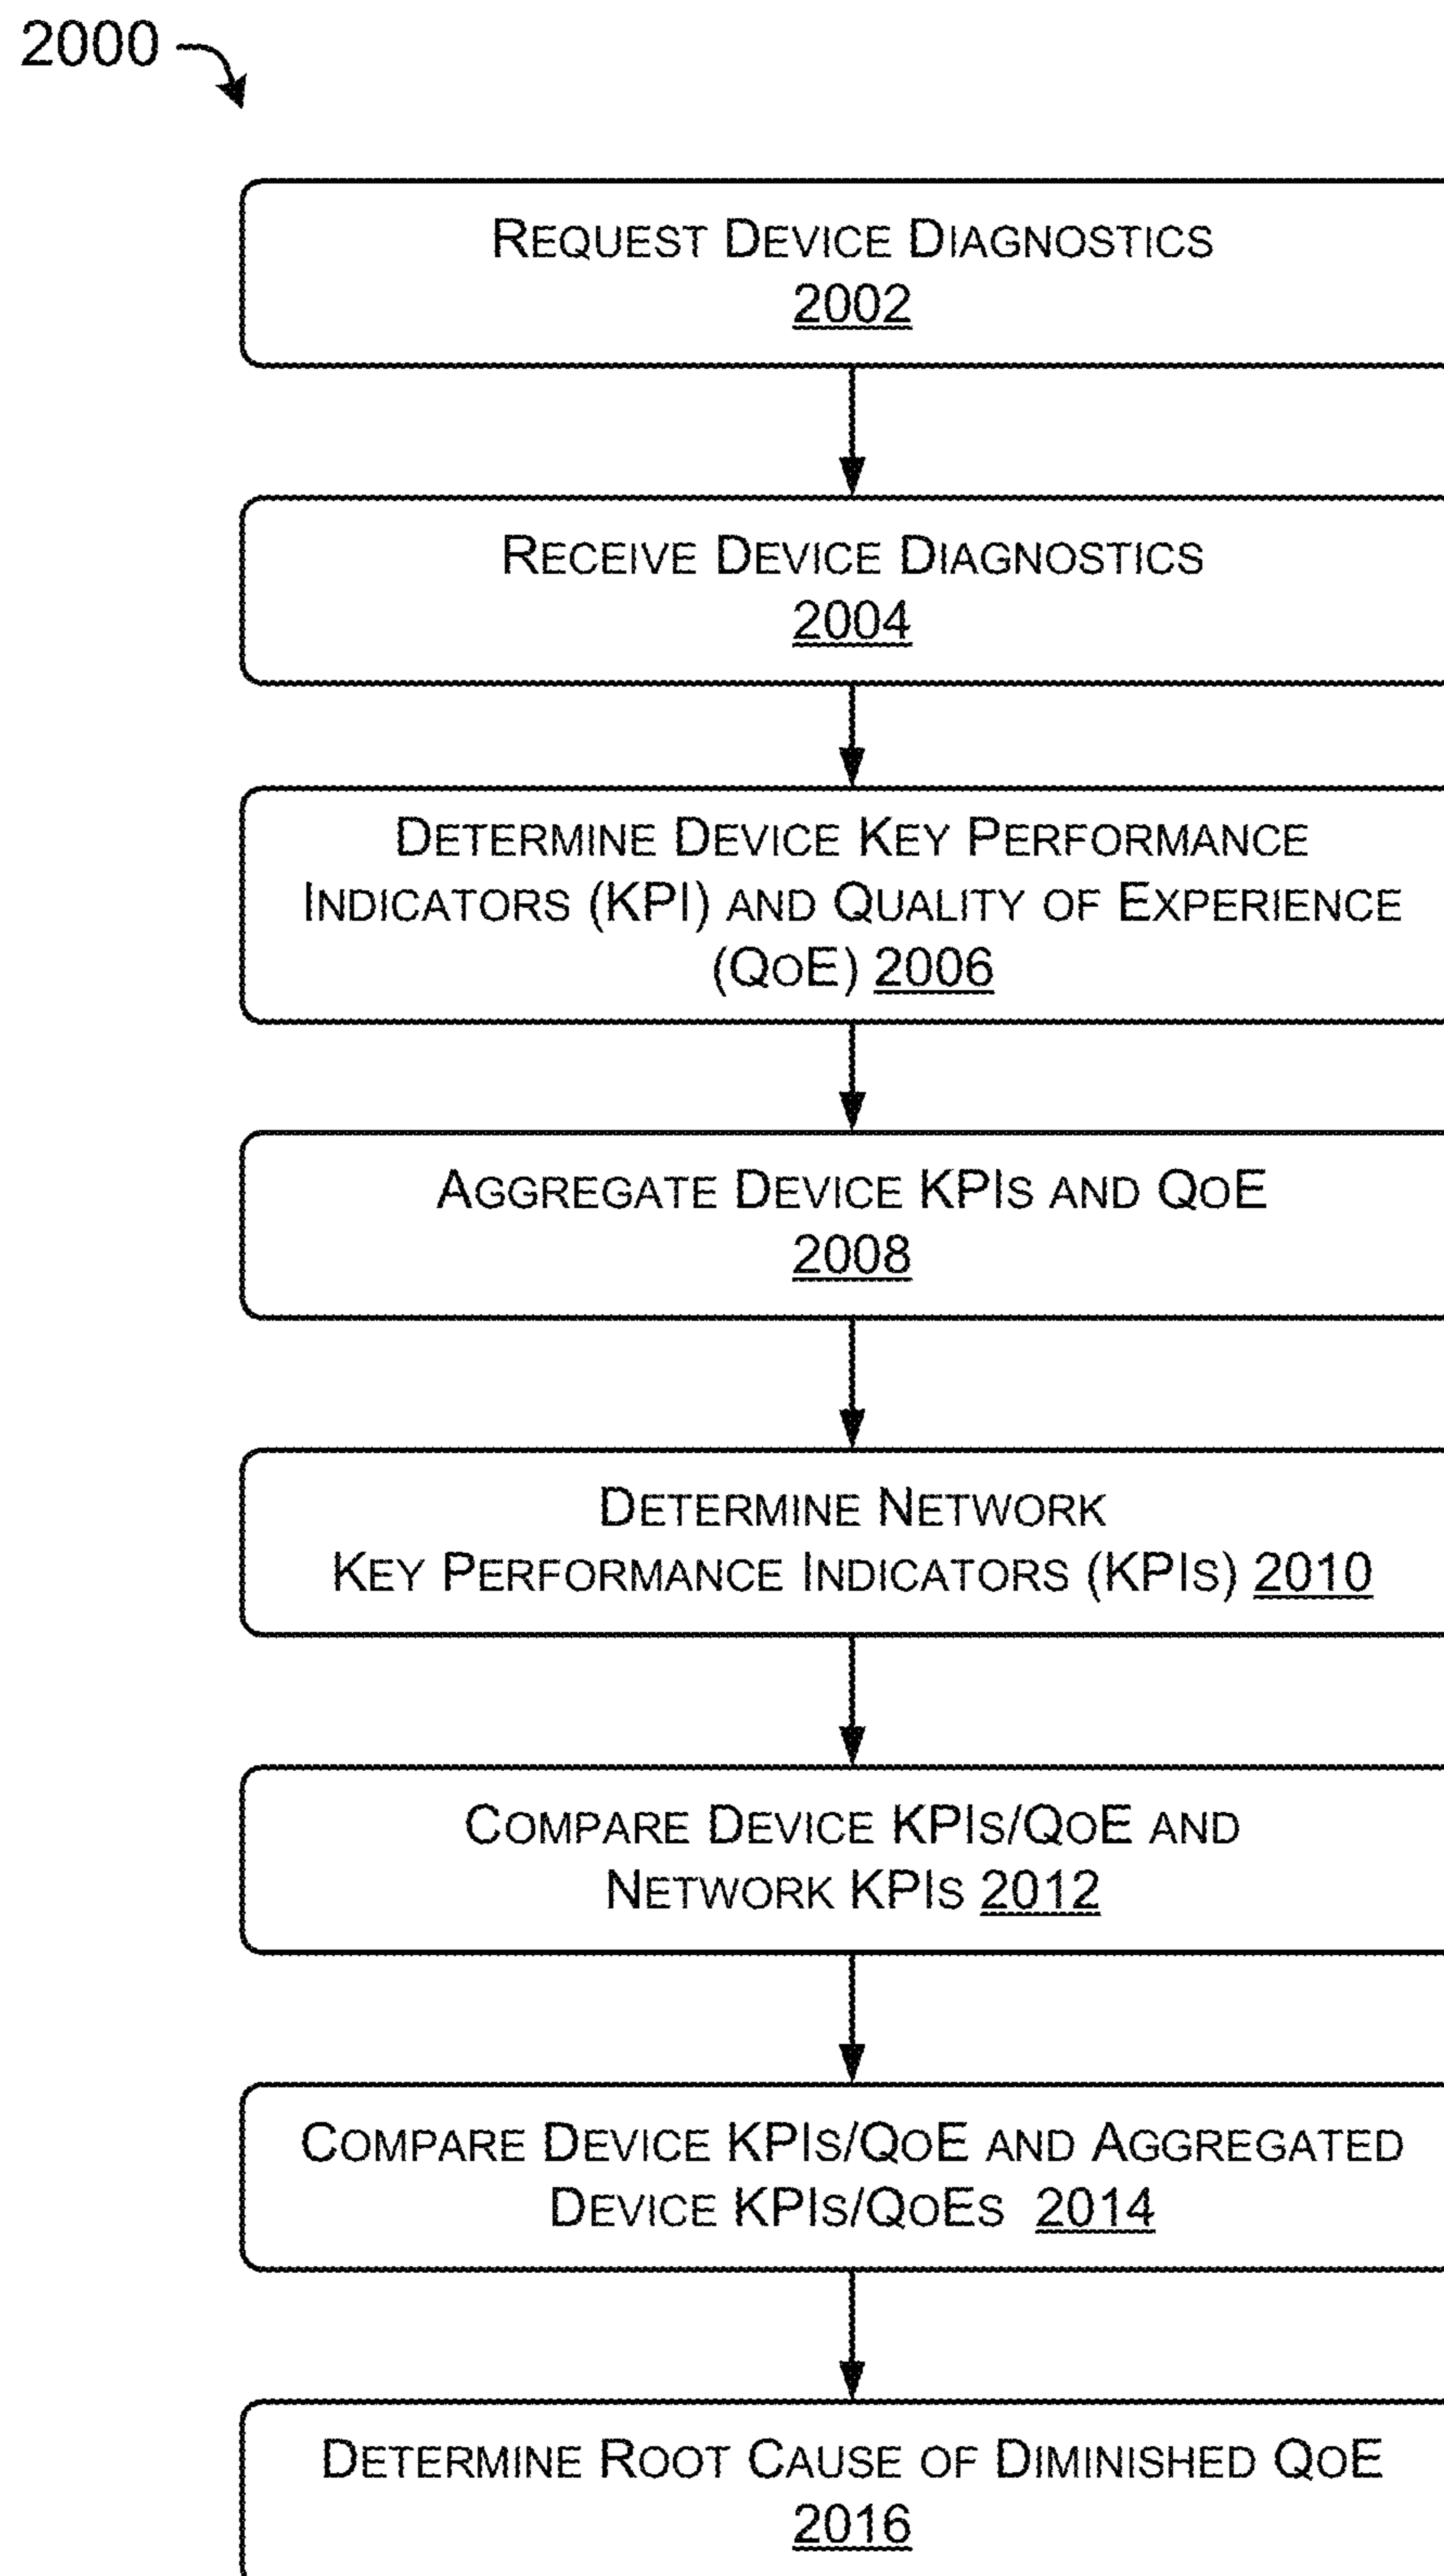 2000
Request Device Diagnostics
2002
Receive Device Diagnostics
2004
Determine Device Key Performance
Indicators (KPI) and Quality of Experience
(QoE) 2006
Aggregate Device KPIs and QoE
2008
Determine Network
Key Performance Indicators (KPIs) 2010
Compare Device KPIs/QoE and
Network KPIs 2012
Compare Device KPIs/QoE and Aggregated
Device KPIs/QoEs 2014
Determine Root Cause of Diminished QoE
2016